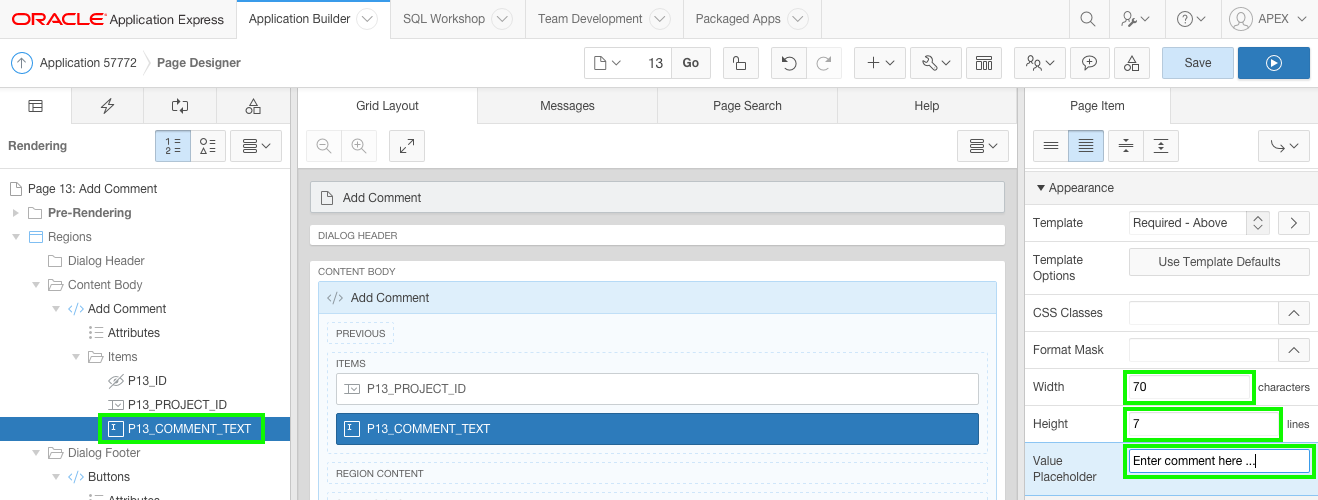 ORACLE Application Express
Application Builder
SQL Workshop
Team Development
Packaged Apps
APEX
Application 57772
Page Designer
13
Go
Save
Rendering
Page 13: Add Comment
Pre-Rendering
Regions
Dialog Header
Content Body
Add Comment
Attributes
Items
P13_ID
P13_PROJECT_ID
P13_COMMENT_TEXT
Dialog Footer
Buttons
Attributes
Grid Layout
Messages
Page Search
Help
Add Comment
DIALOG HEADER
CONTENT BODY
Add Comment
PREVIOUS
ITEMS
P13_PROJECT_ID
P13_COMMENT_TEXT
REGION CONTENT
Page Item
Appearance
Template
Required - Above
Template
Options
Use Template Defaults
CSS Classes
Format Mask
Width
70
characters
Height
7
lines
Value
Placeholder
Enter comment here ...